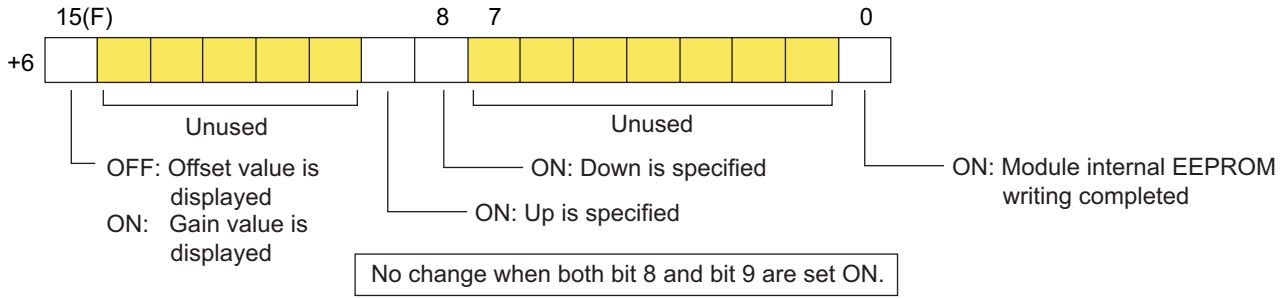 15(F) 8 7 0
+6
Unused Unused
OFF: Offset value is
displayed
ON: Gain value is
displayed
ON: Down is specified
ON: Up is specified
ON: Module internal EEPROM
writing completed
No change when both bit 8 and bit 9 are set ON.